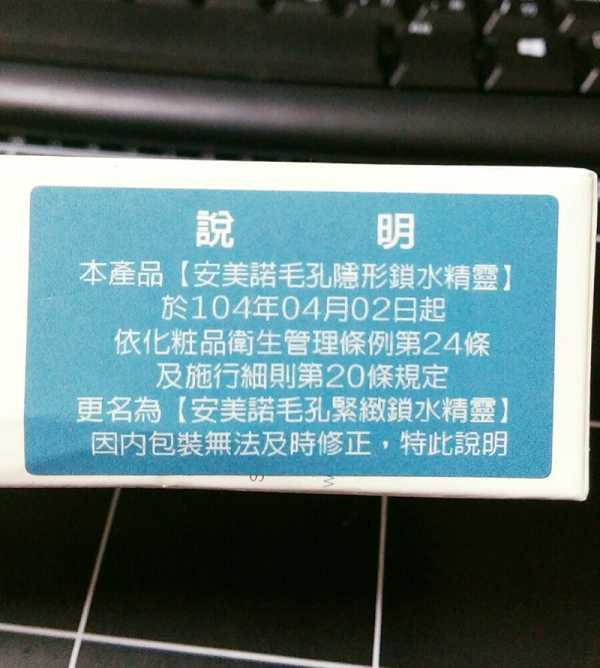 說 明
本產品【安美諾毛孔隱形鎖水精靈】
於104年04月02日起
依化粧品衛生管理條例第24條
及施行細則第20條規定
更名為【安美諾毛孔緊緻鎖水精靈】
因內包裝無法及時修正，特此說明